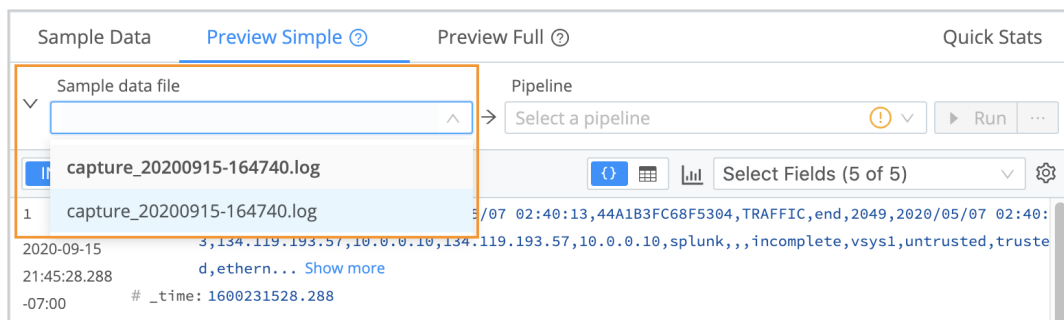 Sample Data Preview Simple ? Preview Full ? Quick Stats
Sample data file Pipeline
Select a pipeline ! Run ...
capture_20200915-164740.log
{} Select Fields (5 of 5)
capture_20200915-164740.log
1 /07 02:40:13,44A1B3FC68F5304,TRAFFIC,end,2049,2020/05/07 02:40:
2020-09-15 3,134.119.193.57,10.0.0.10,134.119.193.57,10.0.0.10,splunk,,,incomplete,vsys1,untrusted,truste
21:45:28.288 d,ethern... Show more
-07:00 # _time: 1600231528.288